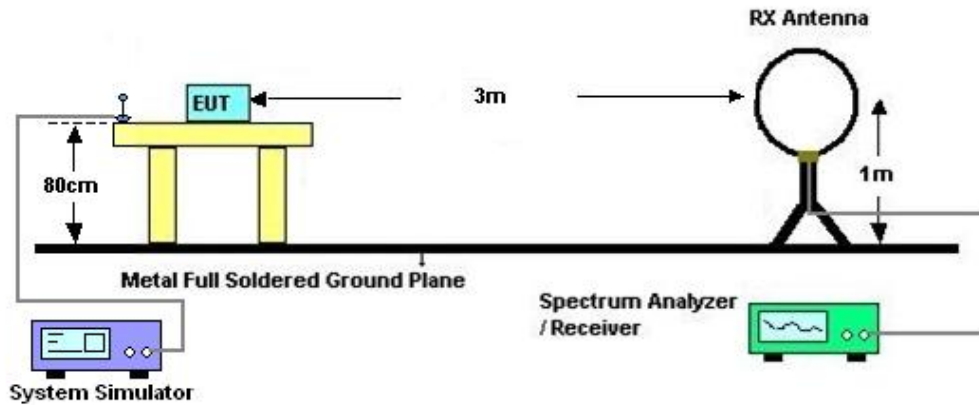 RX Antenna
EUT
3m
80cm
1m
Metal Full Soldered Ground Plane
Spectrum Analyzer
/ Receiver
System Simulator